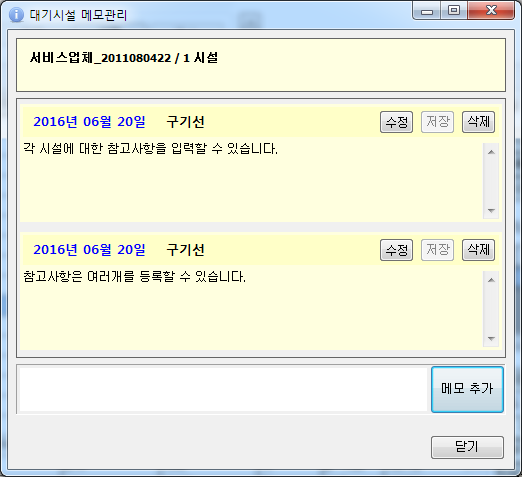 대기시설 메모관리
서비스업체_2011080422 / 1 시설
2016년 06월 20일 구기선 수정 저장 삭제
각 시설에 대한 참고사항을 입력할 수 있습니다.
2016년 06월 20일 구기선 수정 저장 삭제
참고사항은 여러개를 등록할 수 있습니다.
메모 추가
닫기